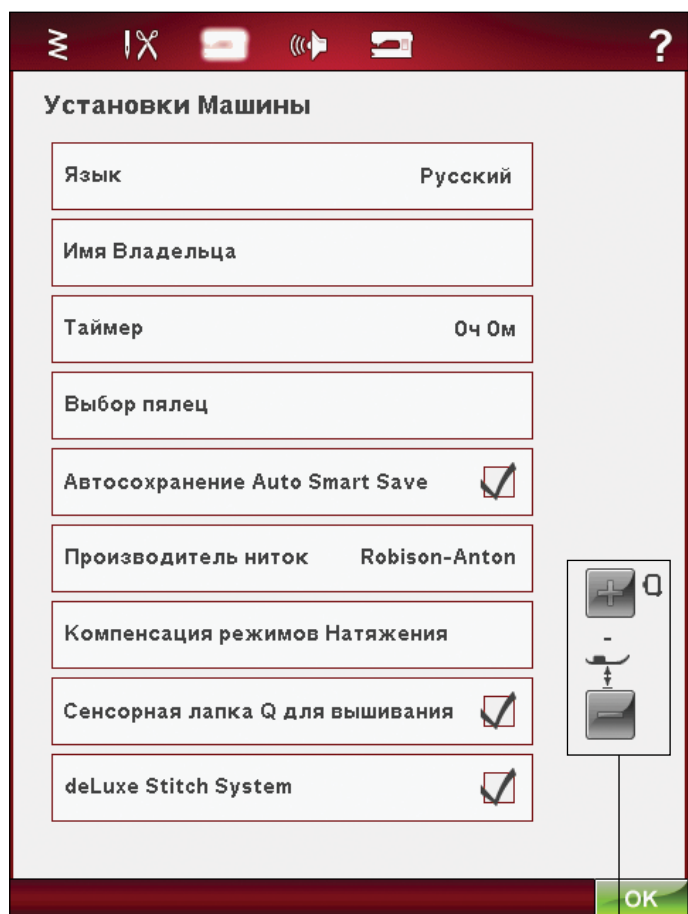 ?
Установки Машины
Язык Русский
Имя Владельца
Таймер 0ч 0м
Выбор пялец
Автосохранение Auto Smart Save
Производитель ниток Robison-Anton
Компенсация режимов Натяжения
Сенсорная лапка Q для вышивания
deLuxe Stitch System
OK